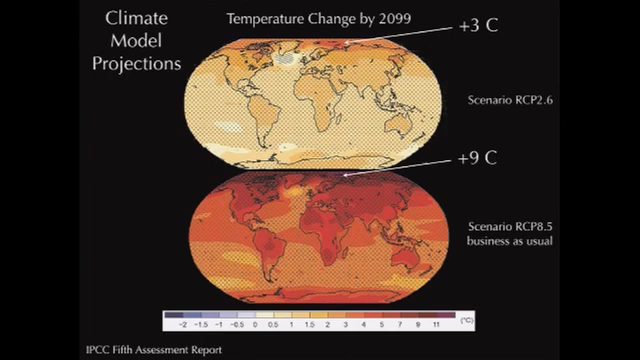 Climate
Model
Projections
Temperature Change by 2099
+3 C
Scenario RCP2.6
+9 C
Scenario RCP8.5
business as usual
-2 -1.5 -1 -0.5 0 0.5 1 1.5 2 3 4 5 7 9 11 (°C)
IPCC Fifth Assessment Report